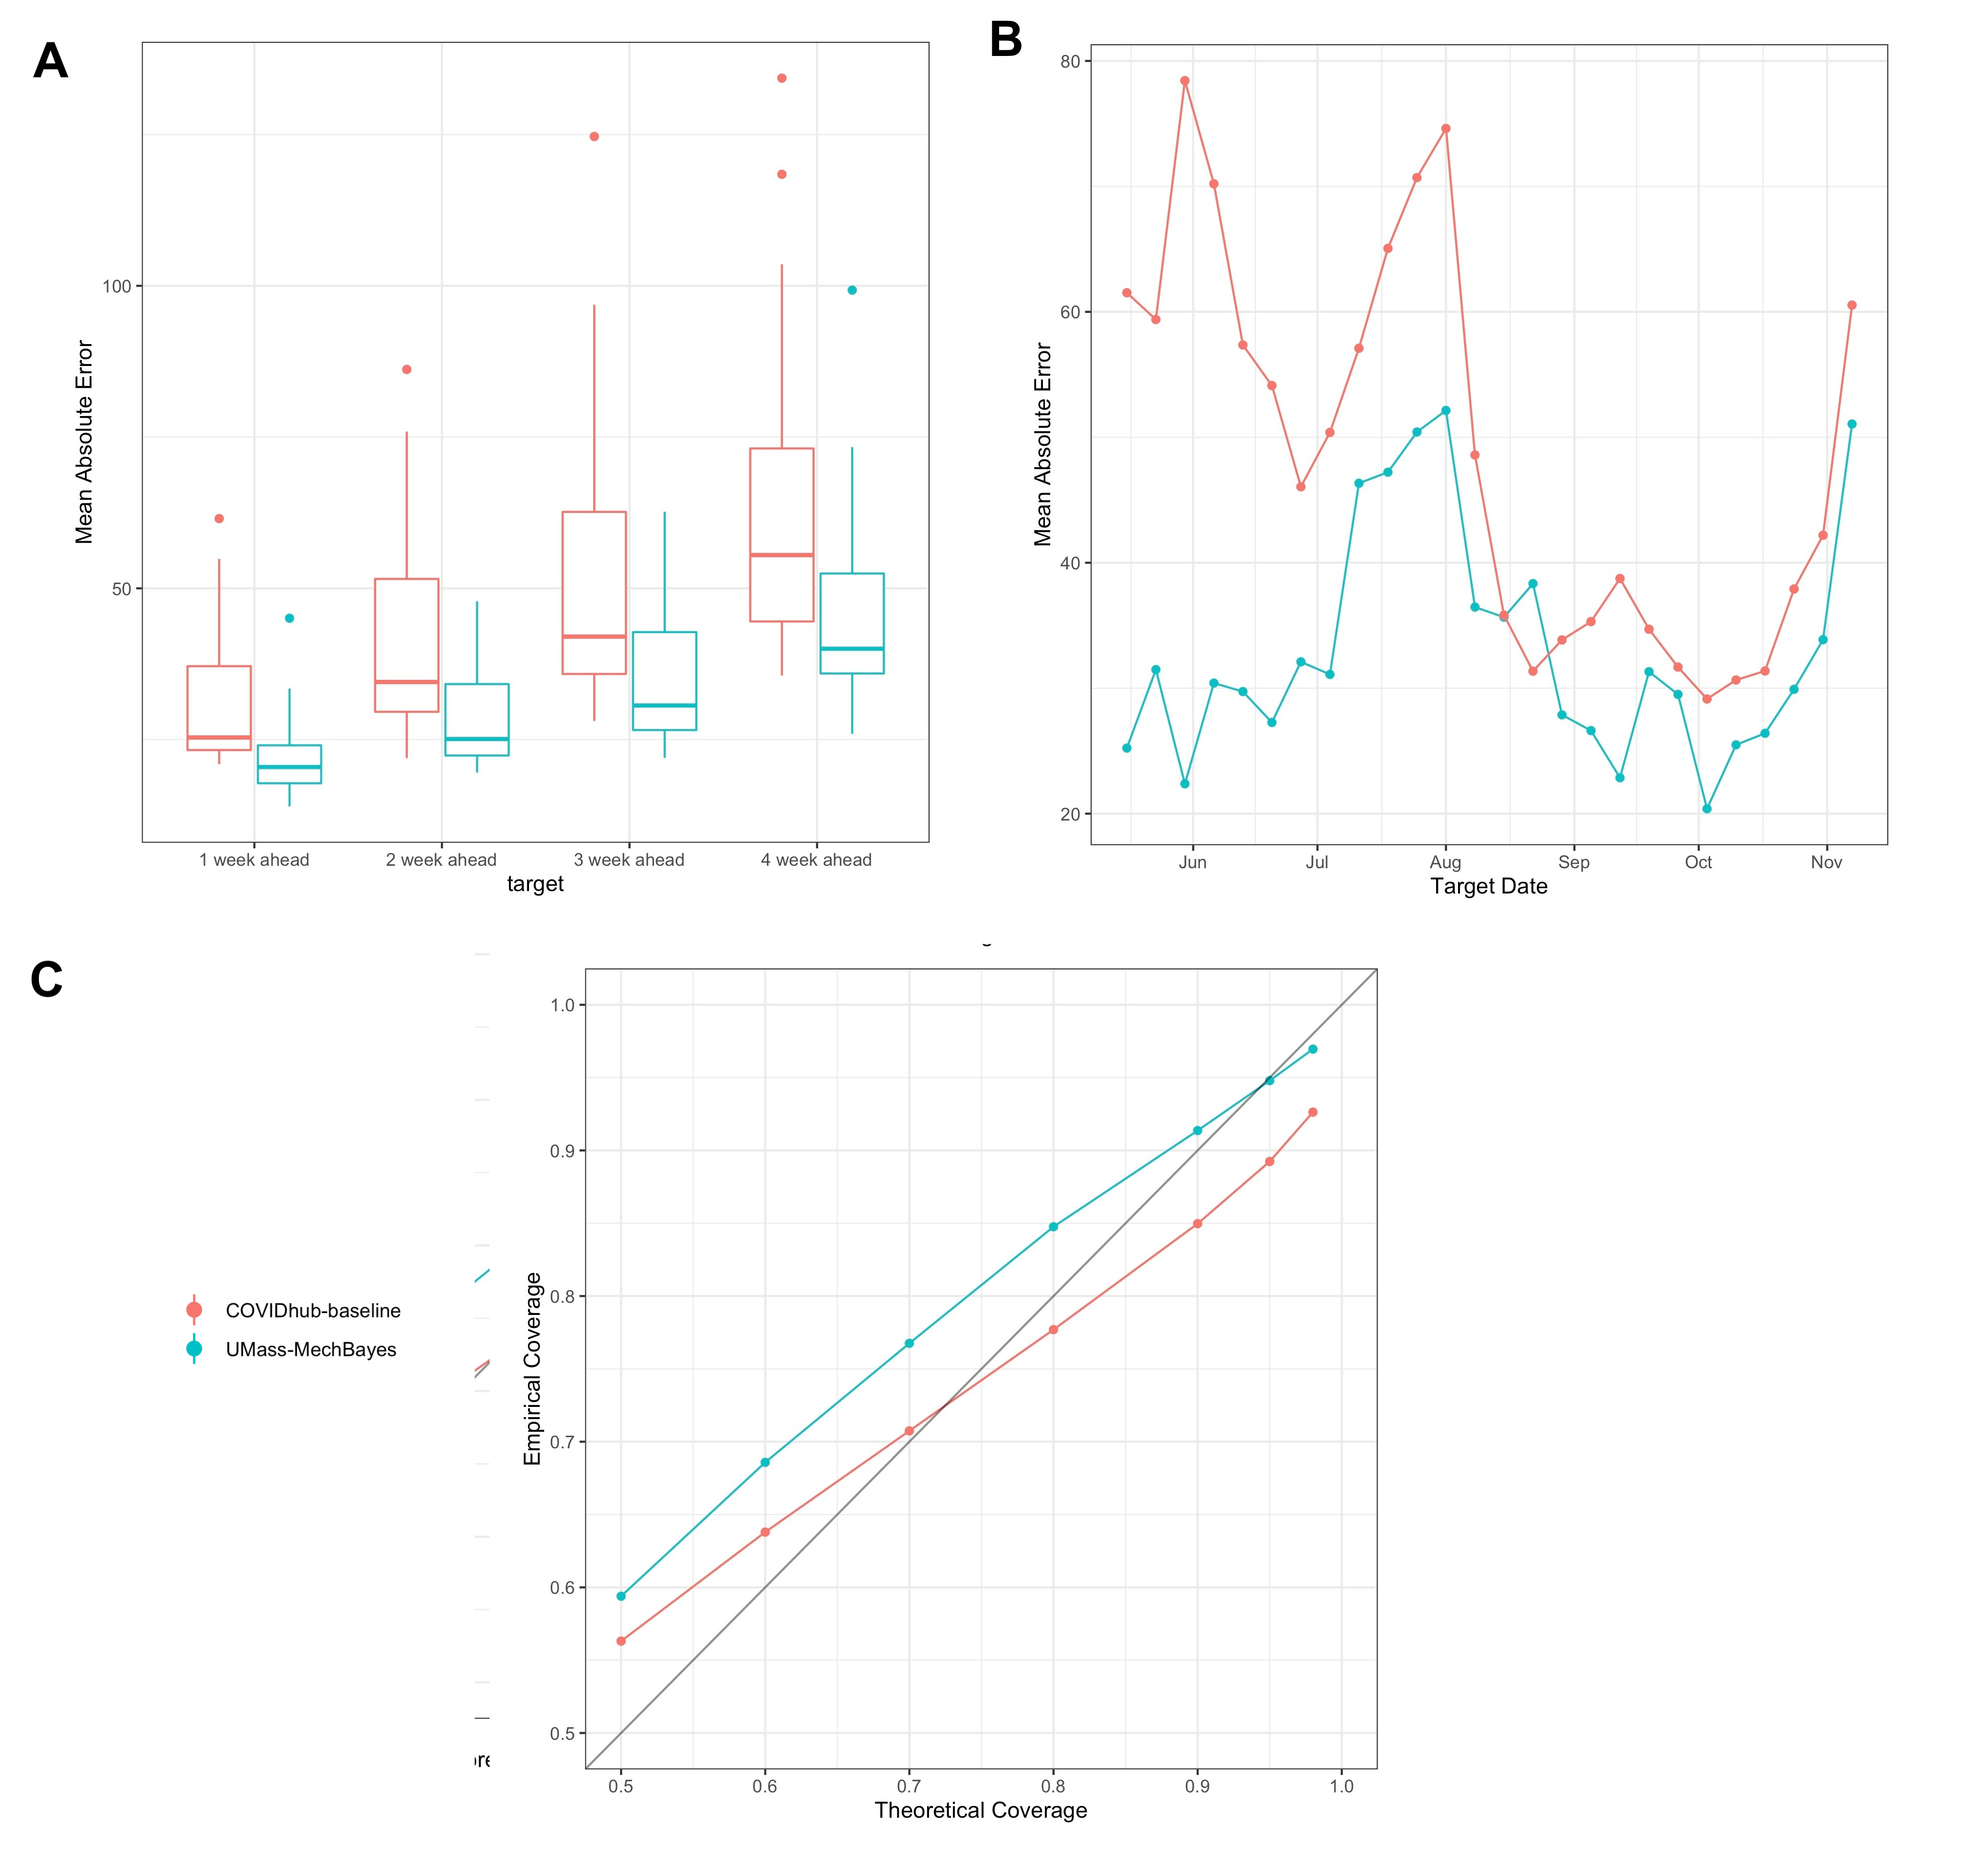 A
Mean Absolute Error
100
50
1 week ahead
2 week ahead
3 week ahead
4 week ahead
target
B
Mean Absolute Error
80
60
40
20
Jun
Jul
Aug
Sep
Oct
Nov
Target Date
C
COVIDhub-baseline
UMass-MechBayes
Empirical Coverage
1.0
0.9
0.8
0.7
0.6
0.5
0.5
0.6
0.7
0.8
0.9
1.0
Theoretical Coverage